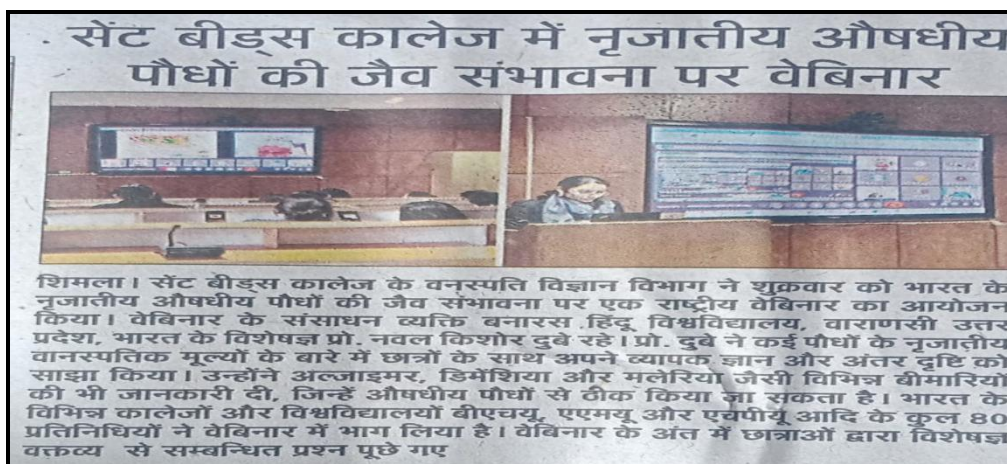 सेंट बीड्स कालेज में नृजातीय औषधीय
पौधों की जैव संभावना पर वेबिनार
शिमला। सेंट बीड्स कालेज के वनस्पति विज्ञान विभाग ने शुक्रवार को भारत के
नृजातीय औषधीय पौधों की जैव संभावना पर एक राष्ट्रीय वेबिनार का आयोजन
किया। वेबिनार के संसाधन व्यक्ति बनारस हिंदू विश्वविद्यालय, वाराणसी उत्तर
प्रदेश, भारत के विशेषज्ञ प्रो. नवल किशोर दुबे रहे। प्रो. दुबे ने कई पौधों के नृजातीय
वानस्पतिक मूल्यों के बारे में छात्रों के साथ अपने व्यापक ज्ञान और अंतर दृष्टि को
साझा किया। उन्होंने अल्जाइमर, डिमेंशिया और मलेरिया जैसी विभिन्न बीमारियों
की भी जानकारी दी, जिन्हें औषधीय पौधों से ठीक किया जा सकता है। भारत के
विभिन्न कालेजों और विश्वविद्यालयों बीएचयू, एएमयू और एचपीयू आदि के कुल 80
प्रतिनिधियों ने वेबिनार में भाग लिया है। वेबिनार के अंत में छात्राओं द्वारा विशेषज्ञ
वक्तव्य से सम्बन्धित प्रश्न पूछे गए